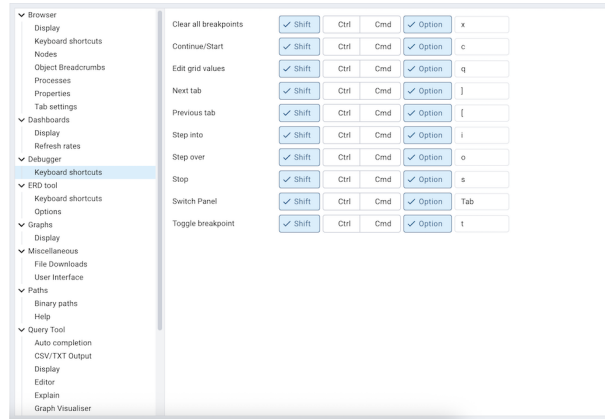 Browser
Display
Keyboard shortcuts
Nodes
Object Breadcrumbs
Processes
Properties
Tab settings
Dashboards
Display
Refresh rates
Debugger
Keyboard shortcuts
ERD tool
Keyboard shortcuts
Options
Graphs
Display
Miscellaneous
File Downloads
User Interface
Paths
Binary paths
Help
Query Tool
Auto completion
CSV/TXT Output
Display
Editor
Explain
Graph Visualiser
Clear all breakpoints Shift Ctrl Cmd Option x
Continue/Start Shift Ctrl Cmd Option c
Edit grid values Shift Ctrl Cmd Option q
Next tab Shift Ctrl Cmd Option ]
Previous tab Shift Ctrl Cmd Option [
Step into Shift Ctrl Cmd Option i
Step over Shift Ctrl Cmd Option o
Stop Shift Ctrl Cmd Option s
Switch Panel Shift Ctrl Cmd Option Tab
Toggle breakpoint Shift Ctrl Cmd Option t